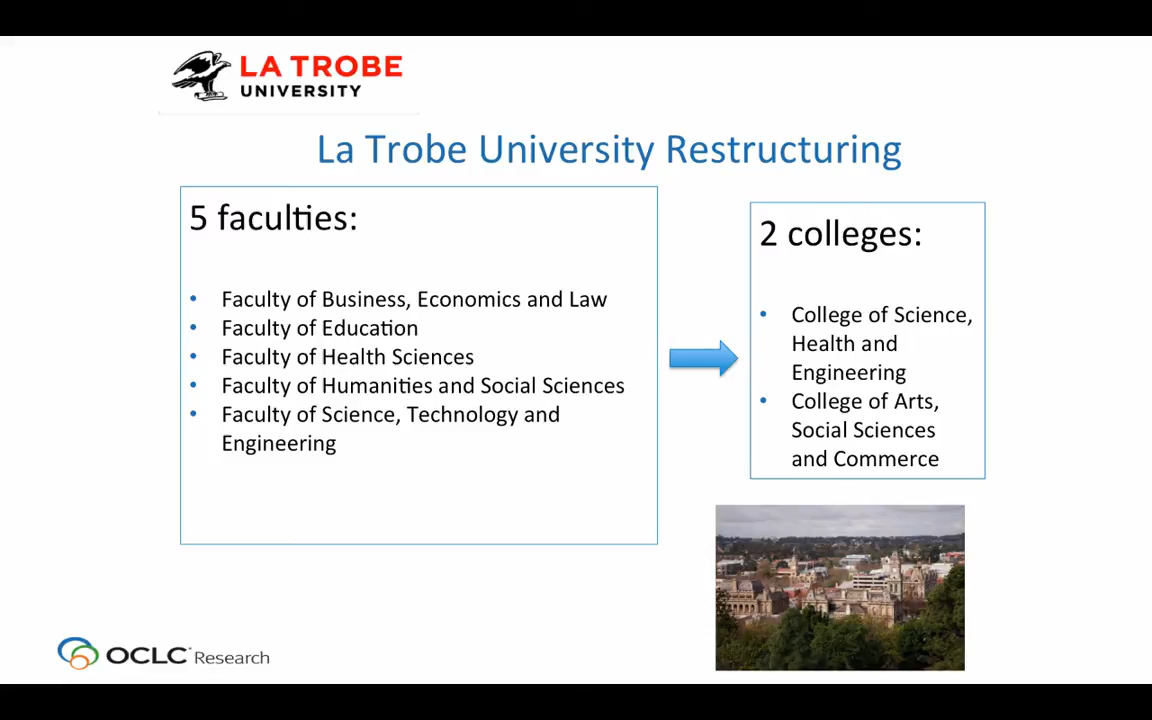 LA TROBE
UNIVERSITY
La Trobe University Restructuring
5 faculties:
• Faculty of Business, Economics and Law
• Faculty of Education
• Faculty of Health Sciences
• Faculty of Humanities and Social Sciences
• Faculty of Science, Technology and
Engineering
2 colleges:
• College of Science,
Health and
Engineering
• College of Arts,
Social Sciences
and Commerce
OCLC Research